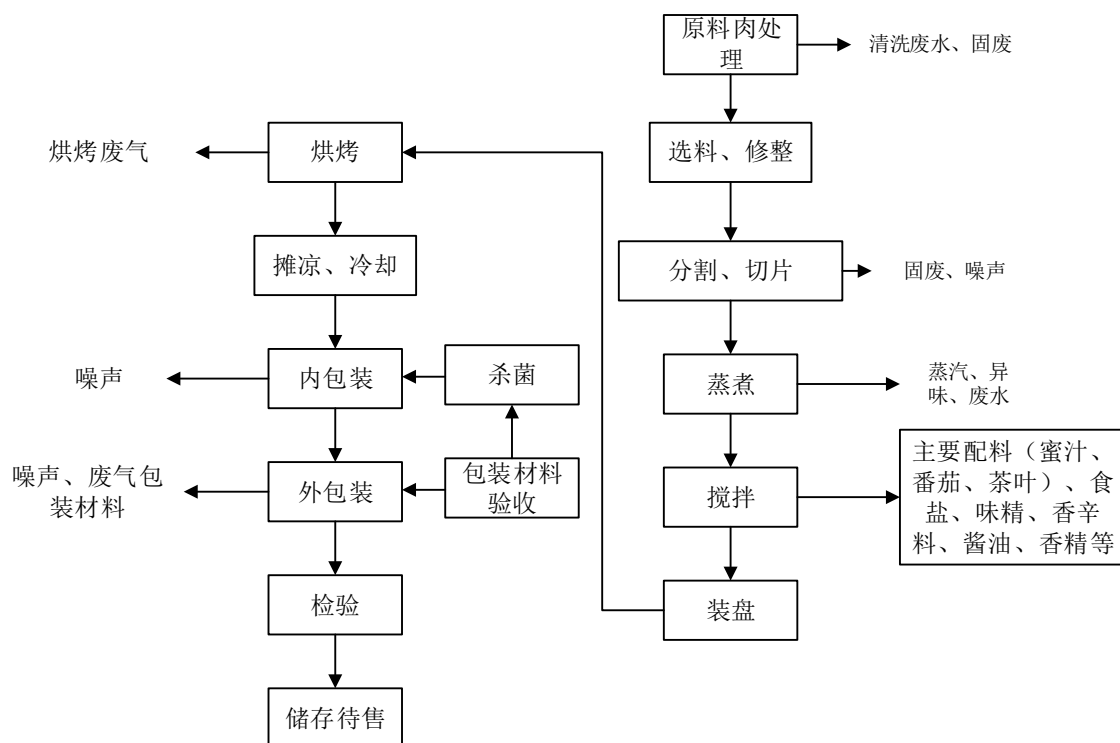 原料肉处
理
清洗废水、固废
选料、修整
分割、切片
固废、噪声
蒸煮
蒸汽、异
味、废水
搅拌
主要配料（蜜汁、
番茄、茶叶）、食
盐、味精、香辛
料、酱油、香精等
装盘
烘烤
烘烤废气
摊凉、冷却
内包装
噪声
杀菌
包装材料
验收
外包装
噪声、废气包
装材料
检验
储存待售